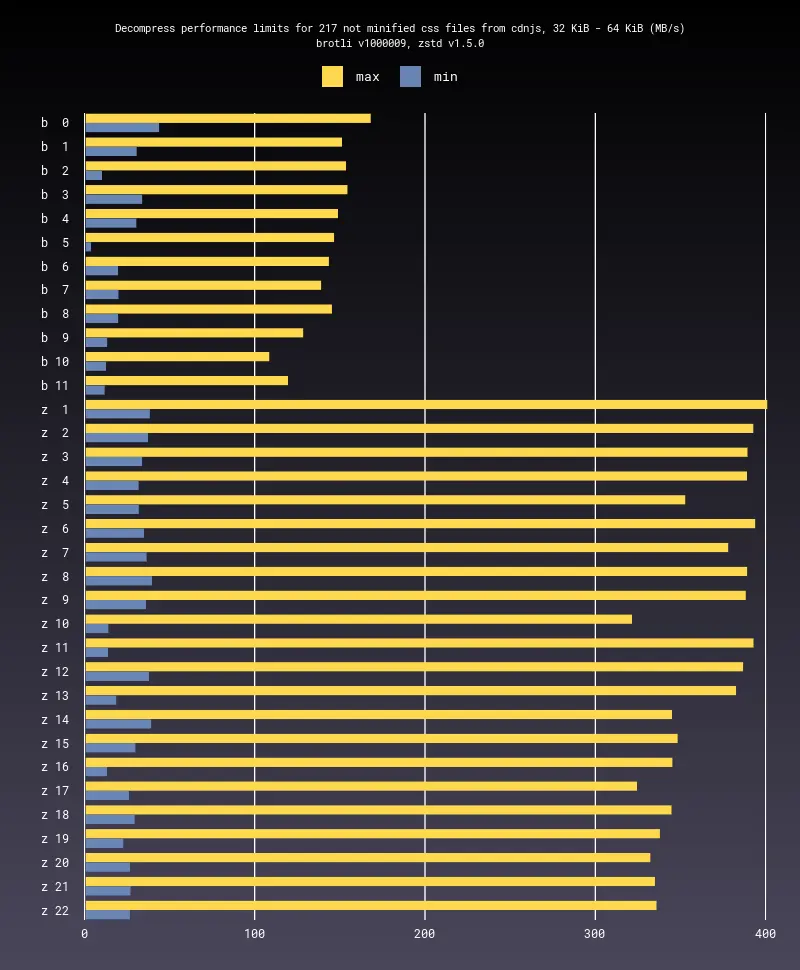 Decompress performance limits for 217 not minified css files from cdnjs, 32 KiB - 64 KiB (MB/s)
brotli v1000009, zstd v1.5.0
max min
b 0
b 1
b 2
b 3
b 4
b 5
b 6
b 7
b 8
b 9
b 10
b 11
z 1
z 2
z 3
z 4
z 5
z 6
z 7
z 8
z 9
z 10
z 11
z 12
z 13
z 14
z 15
z 16
z 17
z 18
z 19
z 20
z 21
z 22
0 100 200 300 400